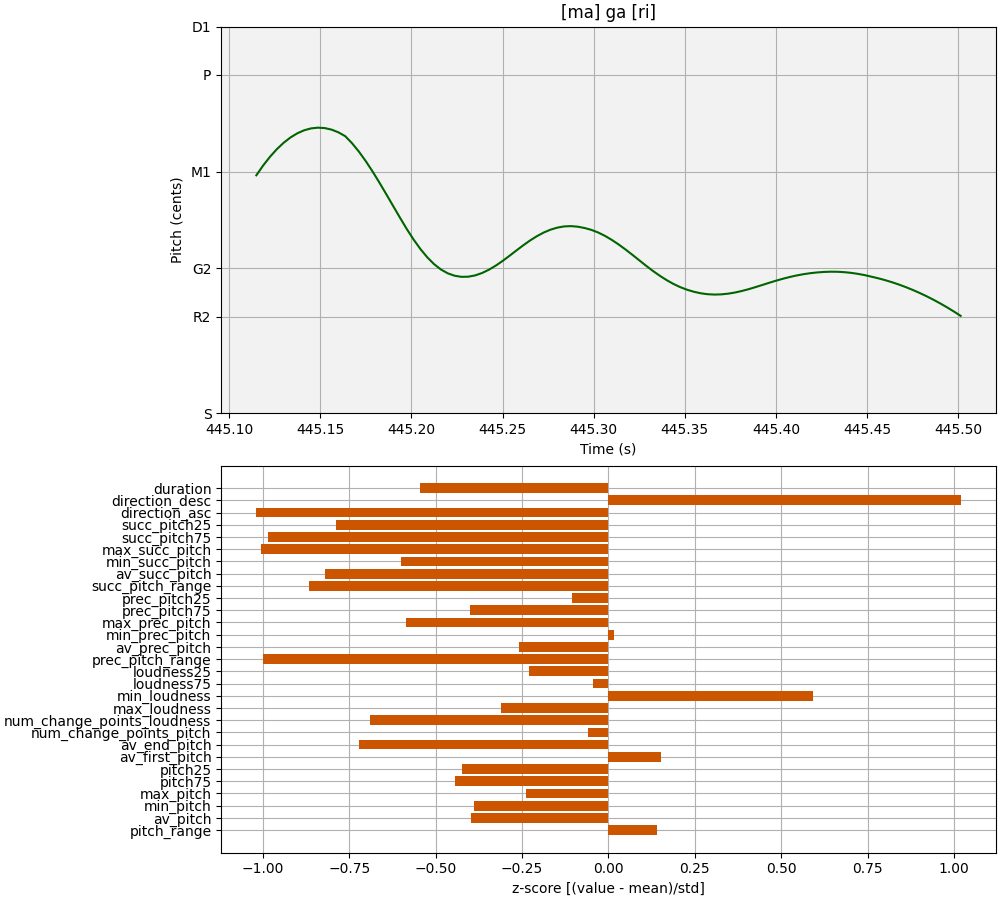 [ma] ga [ri]
D1
P
M1
G2
R2
S
Pitch (cents)
445.10 445.15 445.20 445.25 445.30 445.35 445.40 445.45 445.50
Time (s)
duration
direction_desc
direction_asc
succ_pitch25
succ_pitch75
max_succ_pitch
min_succ_pitch
av_succ_pitch
succ_pitch_range
prec_pitch25
prec_pitch75
max_prec_pitch
min_prec_pitch
av_prec_pitch
prec_pitch_range
loudness25
loudness75
min_loudness
max_loudness
num_change_points_loudness
num_change_points_pitch
av_end_pitch
av_first_pitch
pitch25
pitch75
max_pitch
min_pitch
av_pitch
pitch_range
−1.00 −0.75 −0.50 −0.25 0.00 0.25 0.50 0.75 1.00
z-score [(value - mean)/std]